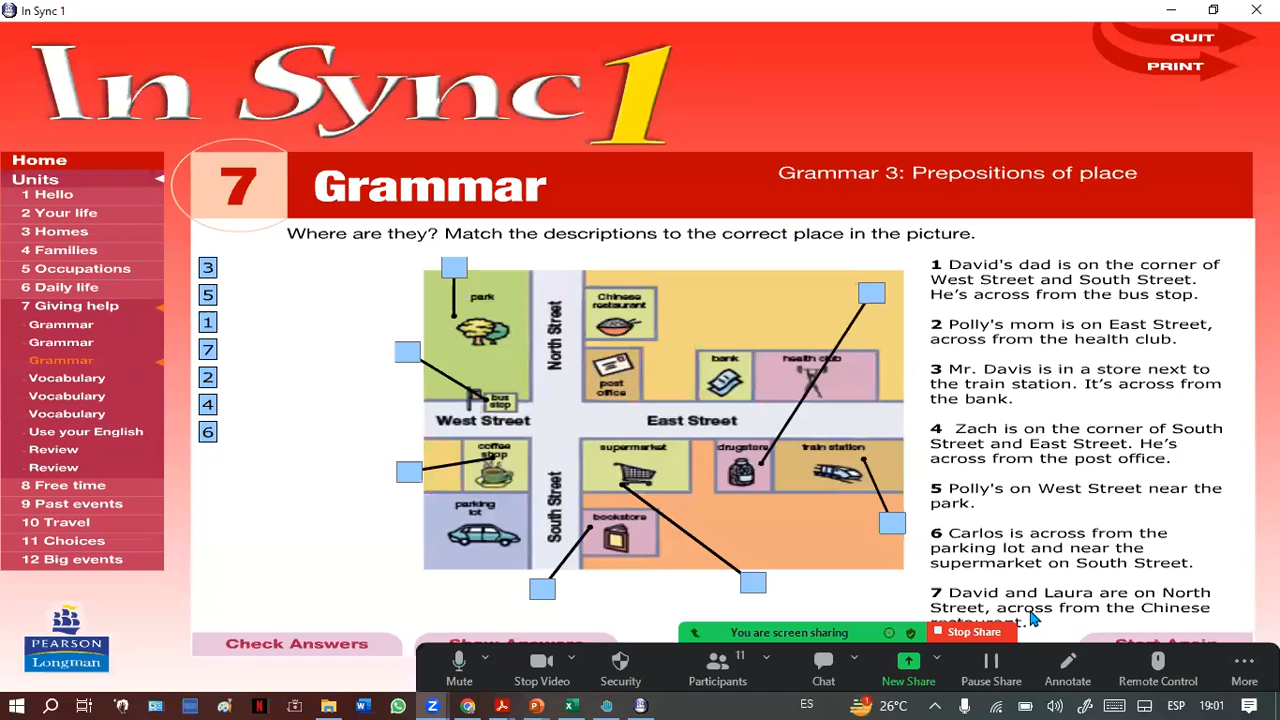 In Sync 1
QUIT
PRINT
In Sync 1
Home
Units
1 Hello
2 Your life
3 Homes
4 Families
5 Occupations
6 Daily life
7 Giving help
- Grammar
- Grammar
- Grammar
- Vocabulary
- Vocabulary
- Vocabulary
- Use your English
- Review
- Review
8 Free time
9 Past events
10 Travel
11 Choices
12 Big events
PEARSON
Longman
7 Grammar
Grammar 3: Prepositions of place
Where are they? Match the descriptions to the correct place in the picture.
3
5
1
7
2
4
6
park
North Street
Chinese
restaurant
post
office
bank
health club
bus
stop
West Street
East Street
coffee
shop
supermarket
drugstore
train station
parking
lot
South Street
bookstore
1 David's dad is on the corner of
West Street and South Street.
He's across from the bus stop.
2 Polly's mom is on East Street,
across from the health club.
3 Mr. Davis is in a store next to
the train station. It's across from
the bank.
4 Zach is on the corner of South
Street and East Street. He's
across from the post office.
5 Polly's on West Street near the
park.
6 Carlos is across from the
parking lot and near the
supermarket on South Street.
7 David and Laura are on North
Street, across from the Chinese
restaurant.
Check Answers
You are screen sharing
Stop Share
Mute
Stop Video
Security
11
Participants
Chat
New Share
Pause Share
Annotate
Remote Control
More
ES
1
26°C
ESP
19:01